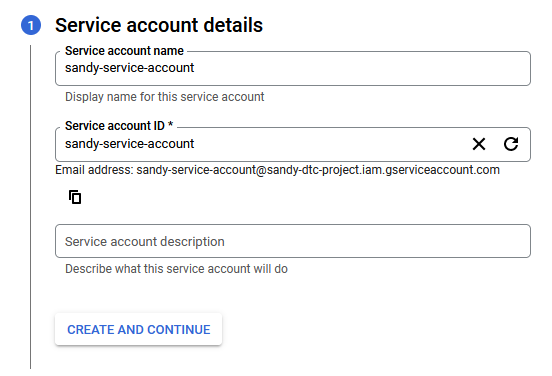 1 Service account details
Service account name
sandy-service-account
Display name for this service account
Service account ID *
sandy-service-account
Email address: sandy-service-account@sandy-dtc-project.iam.gserviceaccount.com
Service account description
Describe what this service account will do
CREATE AND CONTINUE